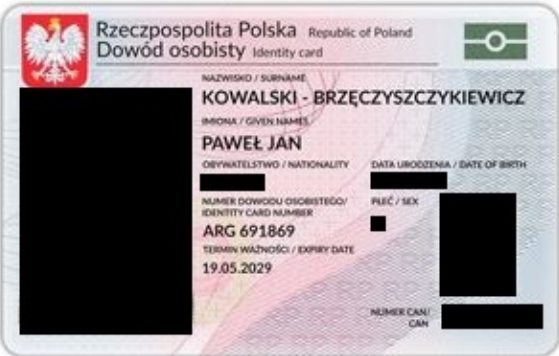 Rzeczpospolita Polska Republic of Poland
Dowód osobisty Identity card
NAZWISKO / SURNAME
KOWALSKI - BRZĘCZYSZCZYKIEWICZ
IMIONA / GIVEN NAMES
PAWEŁ JAN
OBYWATELSTWO / NATIONALITY DATA URODZENIA / DATE OF BIRTH
NUMER DOWODU OSOBISTEGO/ PŁEĆ / SEX
IDENTITY CARD NUMBER
ARG 691869
TERMIN WAŻNOŚCI / EXPIRY DATE
19.05.2029
NUMER CAN/
CAN